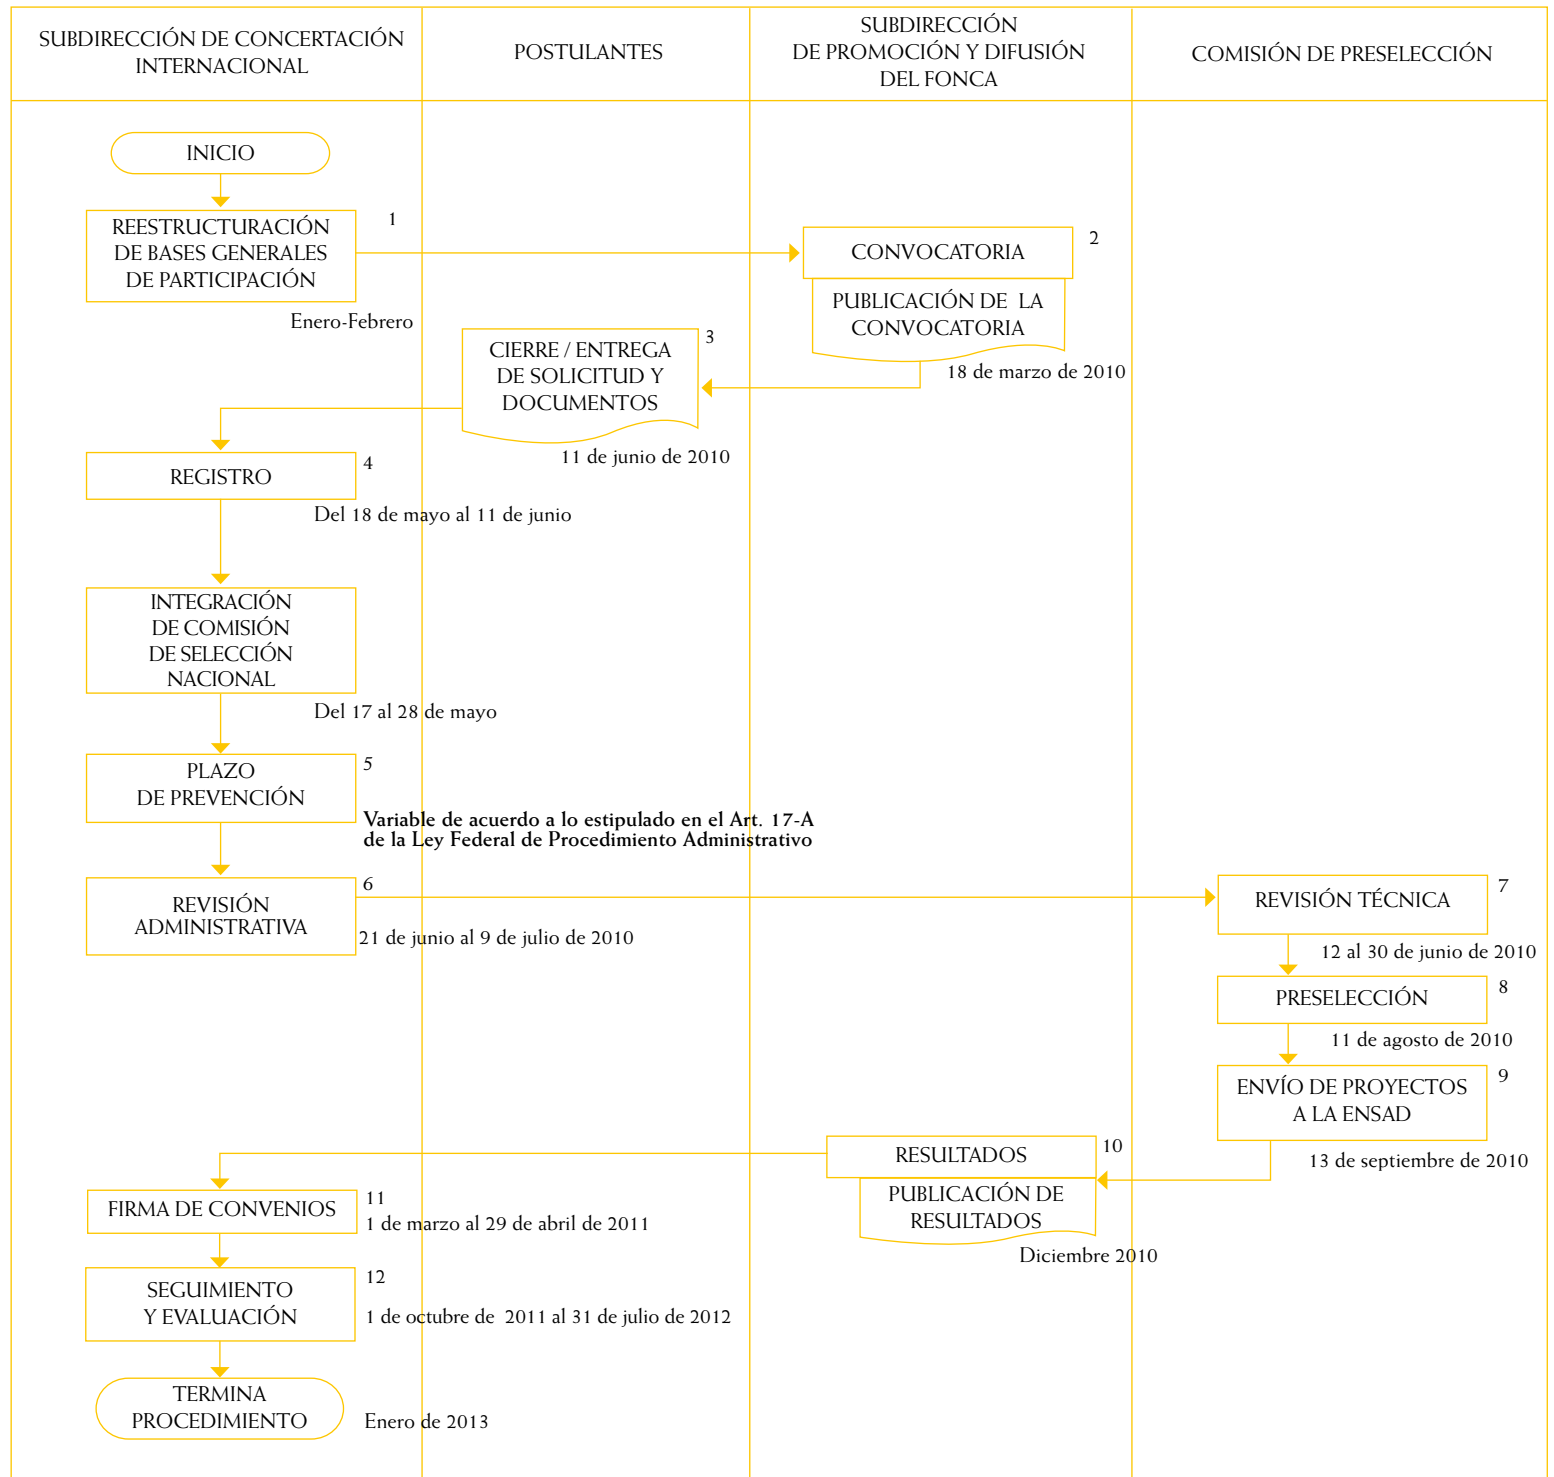 SUBDIRECCIÓN DE CONCERTACIÓN
INTERNACIONAL
POSTULANTES
SUBDIRECCIÓN
DE PROMOCIÓN Y DIFUSIÓN
DEL FONCA
COMISIÓN DE PRESELECCIÓN
INICIO
REESTRUCTURACIÓN
DE BASES GENERALES
DE PARTICIPACIÓN
1
Enero-Febrero
CONVOCATORIA
2
PUBLICACIÓN DE LA
CONVOCATORIA
18 de marzo de 2010
CIERRE / ENTREGA
DE SOLICITUD Y
DOCUMENTOS
3
11 de junio de 2010
REGISTRO
4
Del 18 de mayo al 11 de junio
INTEGRACIÓN
DE COMISIÓN
DE SELECCIÓN
NACIONAL
Del 17 al 28 de mayo
PLAZO
DE PREVENCIÓN
5
Variable de acuerdo a lo estipulado en el Art. 17-A
de la Ley Federal de Procedimiento Administrativo
REVISIÓN
ADMINISTRATIVA
6
21 de junio al 9 de julio de 2010
REVISIÓN TÉCNICA
7
12 al 30 de junio de 2010
PRESELECCIÓN
8
11 de agosto de 2010
ENVÍO DE PROYECTOS
A LA ENSAD
9
13 de septiembre de 2010
RESULTADOS
10
PUBLICACIÓN DE
RESULTADOS
Diciembre 2010
FIRMA DE CONVENIOS
11
1 de marzo al 29 de abril de 2011
SEGUIMIENTO
Y EVALUACIÓN
12
1 de octubre de 2011 al 31 de julio de 2012
TERMINA
PROCEDIMIENTO
Enero de 2013